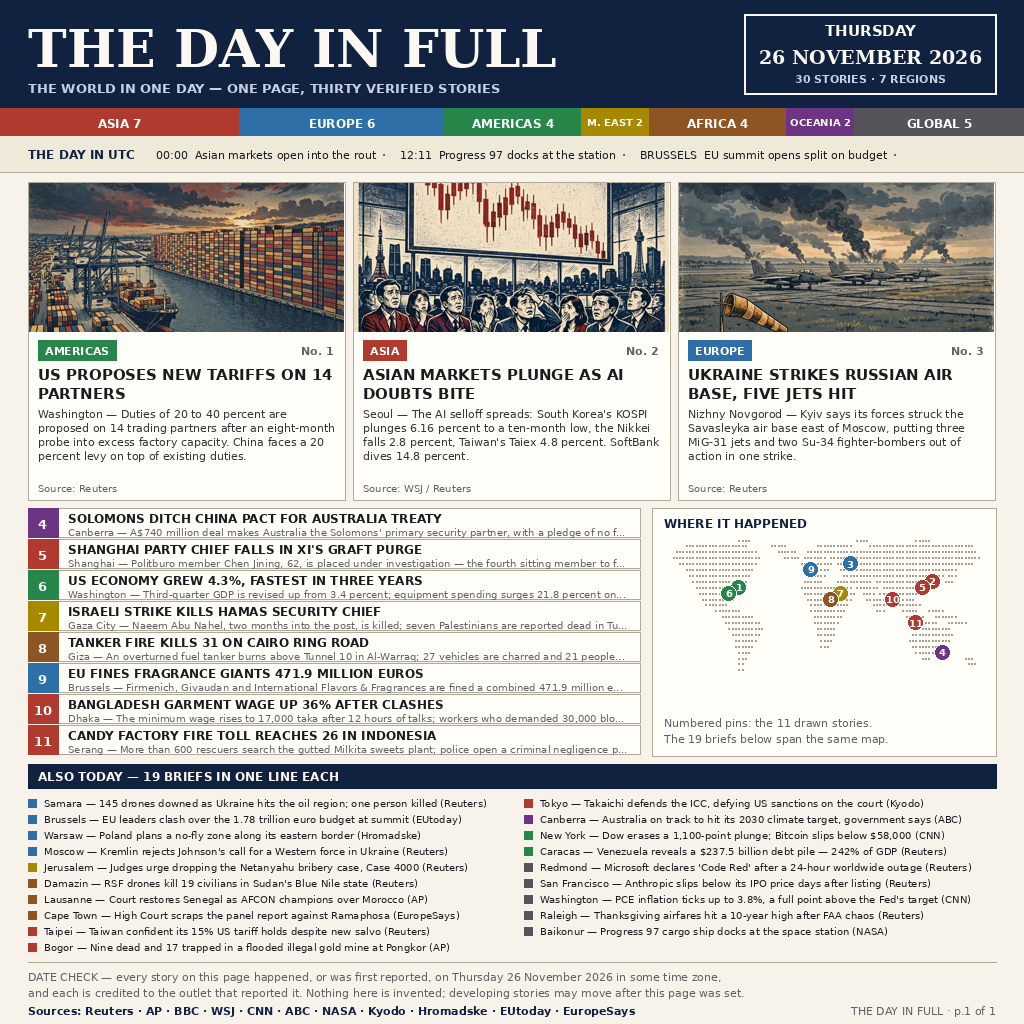 THE DAY IN FULL
THE WORLD IN ONE DAY — ONE PAGE, THIRTY VERIFIED STORIES
THURSDAY
26 NOVEMBER 2026
30 STORIES · 7 REGIONS
ASIA 7
EUROPE 6
AMERICAS 4
M. EAST 2
AFRICA 4
OCEANIA 2
GLOBAL 5
THE DAY IN UTC 00:00 Asian markets open into the rout · 12:11 Progress 97 docks at the station · BRUSSELS EU summit opens split on budget ·
AMERICAS No. 1
US PROPOSES NEW TARIFFS ON 14
PARTNERS
Washington — Duties of 20 to 40 percent are
proposed on 14 trading partners after an eight-month
probe into excess factory capacity. China faces a 20
percent levy on top of existing duties.
Source: Reuters
ASIA No. 2
ASIAN MARKETS PLUNGE AS AI
DOUBTS BITE
Seoul — The AI selloff spreads: South Korea's KOSPI
plunges 6.16 percent to a ten-month low, the Nikkei
falls 2.8 percent, Taiwan's Taiex 4.8 percent. SoftBank
dives 14.8 percent.
Source: WSJ / Reuters
EUROPE No. 3
UKRAINE STRIKES RUSSIAN AIR
BASE, FIVE JETS HIT
Nizhny Novgorod — Kyiv says its forces struck the
Savasleyka air base east of Moscow, putting three
MiG-31 jets and two Su-34 fighter-bombers out of
action in one strike.
Source: Reuters
4 SOLOMONS DITCH CHINA PACT FOR AUSTRALIA TREATY
Canberra — A$740 million deal makes Australia the Solomons' primary security partner, with a pledge of no f...
5 SHANGHAI PARTY CHIEF FALLS IN XI'S GRAFT PURGE
Shanghai — Politburo member Chen Jining, 62, is placed under investigation — the fourth sitting member to f...
6 US ECONOMY GREW 4.3%, FASTEST IN THREE YEARS
Washington — Third-quarter GDP is revised up from 3.4 percent; equipment spending surges 21.8 percent on...
7 ISRAELI STRIKE KILLS HAMAS SECURITY CHIEF
Gaza City — Naeem Abu Nahel, two months into the post, is killed; seven Palestinians are reported dead in Tu...
8 TANKER FIRE KILLS 31 ON CAIRO RING ROAD
Giza — An overturned fuel tanker burns above Tunnel 10 in Al-Warraq; 27 vehicles are charred and 21 people...
9 EU FINES FRAGRANCE GIANTS 471.9 MILLION EUROS
Brussels — Firmenich, Givaudan and International Flavors & Fragrances are fined a combined 471.9 million e...
10 BANGLADESH GARMENT WAGE UP 36% AFTER CLASHES
Dhaka — The minimum wage rises to 17,000 taka after 12 hours of talks; workers who demanded 30,000 blo...
11 CANDY FACTORY FIRE TOLL REACHES 26 IN INDONESIA
Serang — More than 600 rescuers search the gutted Milkita sweets plant; police open a criminal negligence p...
WHERE IT HAPPENED
3
9
2
5
1
6
7
8
10
11
4
Numbered pins: the 11 drawn stories.
The 19 briefs below span the same map.
ALSO TODAY — 19 BRIEFS IN ONE LINE EACH
Samara — 145 drones downed as Ukraine hits the oil region; one person killed (Reuters)
Brussels — EU leaders clash over the 1.78 trillion euro budget at summit (EUtoday)
Warsaw — Poland plans a no-fly zone along its eastern border (Hromadske)
Moscow — Kremlin rejects Johnson's call for a Western force in Ukraine (Reuters)
Jerusalem — Judges urge dropping the Netanyahu bribery case, Case 4000 (Reuters)
Damazin — RSF drones kill 19 civilians in Sudan's Blue Nile state (Reuters)
Lausanne — Court restores Senegal as AFCON champions over Morocco (AP)
Cape Town — High Court scraps the panel report against Ramaphosa (EuropeSays)
Taipei — Taiwan confident its 15% US tariff holds despite new salvo (Reuters)
Bogor — Nine dead and 17 trapped in a flooded illegal gold mine at Pongkor (AP)
Tokyo — Takaichi defends the ICC, defying US sanctions on the court (Kyodo)
Canberra — Australia on track to hit its 2030 climate target, government says (ABC)
New York — Dow erases a 1,100-point plunge; Bitcoin slips below $58,000 (CNN)
Caracas — Venezuela reveals a $237.5 billion debt pile — 242% of GDP (Reuters)
Redmond — Microsoft declares 'Code Red' after a 24-hour worldwide outage (Reuters)
San Francisco — Anthropic slips below its IPO price days after listing (Reuters)
Washington — PCE inflation ticks up to 3.8%, a full point above the Fed's target (CNN)
Raleigh — Thanksgiving airfares hit a 10-year high after FAA chaos (Reuters)
Baikonur — Progress 97 cargo ship docks at the space station (NASA)
DATE CHECK — every story on this page happened, or was first reported, on Thursday 26 November 2026 in some time zone,
and each is credited to the outlet that reported it. Nothing here is invented; developing stories may move after this page was set.
Sources: Reuters · AP · BBC · WSJ · CNN · ABC · NASA · Kyodo · Hromadske · EUtoday · EuropeSays
THE DAY IN FULL · p.1 of 1